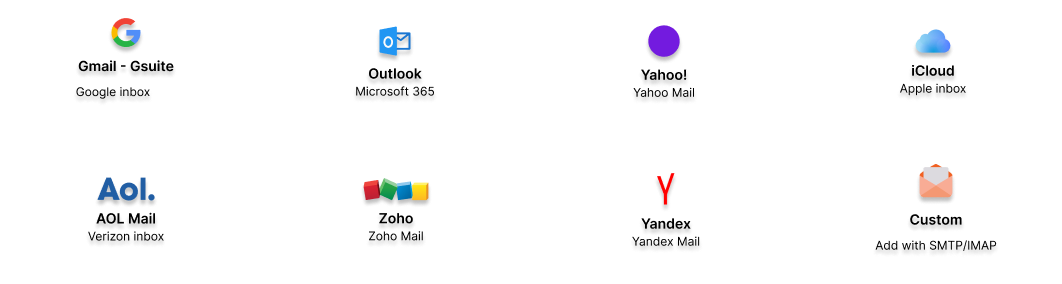 Gmail - Gsuite
Google inbox
Outlook
Microsoft 365
Yahoo!
Yahoo Mail
iCloud
Apple inbox
Aol.
AOL Mail
Verizon inbox
Zoho
Zoho Mail
Yandex
Yandex Mail
Custom
Add with SMTP/IMAP